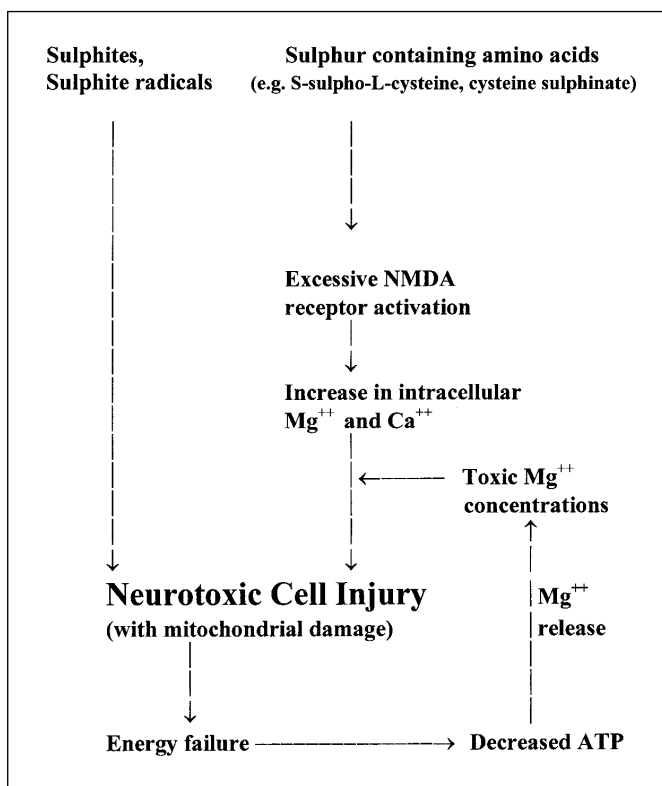 Sulphites,
Sulphite radicals
Sulphur containing amino acids
(e.g. S-sulpho-L-cysteine, cysteine sulphinate)
Excessive NMDA
receptor activation
Increase in intracellular
Mg⁺⁺ and Ca⁺⁺
Toxic Mg⁺⁺
concentrations
Neurotoxic Cell Injury
(with mitochondrial damage)
Mg⁺⁺
release
Energy failure
Decreased ATP